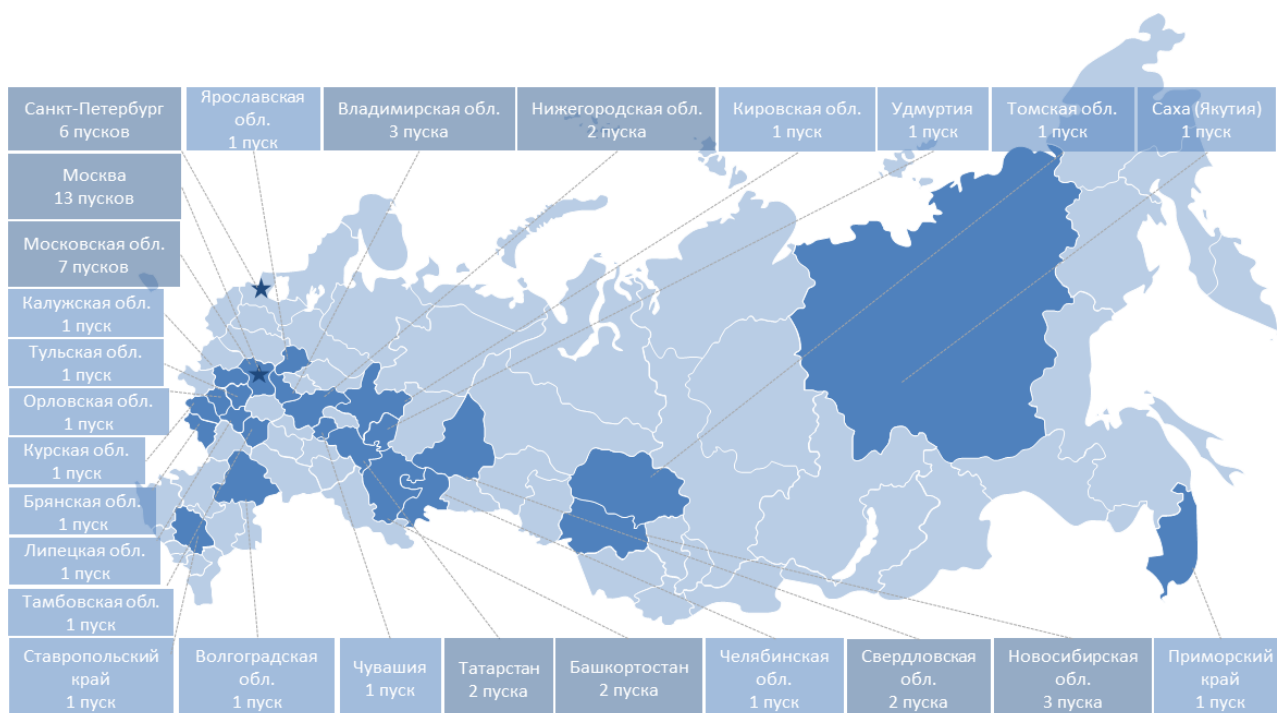 Санкт-Петербург
6 пусков
Ярославская
обл.
1 пуск
Владимирская обл.
3 пуска
Нижегородская обл.
2 пуска
Кировская обл.
1 пуск
Удмуртия
1 пуск
Томская обл.
1 пуск
Саха (Якутия)
1 пуск
Москва
13 пусков
Московская обл.
7 пусков
Калужская обл.
1 пуск
Тульская обл.
1 пуск
Орловская обл.
1 пуск
Курская обл.
1 пуск
Брянская обл.
1 пуск
Липецкая обл.
1 пуск
Тамбовская обл.
1 пуск
Ставропольский
край
1 пуск
Волгоградская
обл.
1 пуск
Чувашия
1 пуск
Татарстан
2 пуска
Башкортостан
2 пуска
Челябинская
обл.
1 пуск
Свердловская
обл.
2 пуска
Новосибирская
обл.
3 пуска
Приморский
край
1 пуск